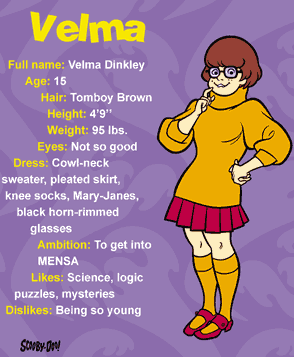 Velma
Full name: Velma Dinkley
Age: 15
Hair: Tomboy Brown
Height: 4'9"
Weight: 95 lbs.
Eyes: Not so good
Dress: Cowl-neck
sweater, pleated skirt,
knee socks, Mary-Janes,
black horn-rimmed
glasses
Ambition: To get into
MENSA
Likes: Science, logic
puzzles, mysteries
Dislikes: Being so young
SCOOBY-DOO!